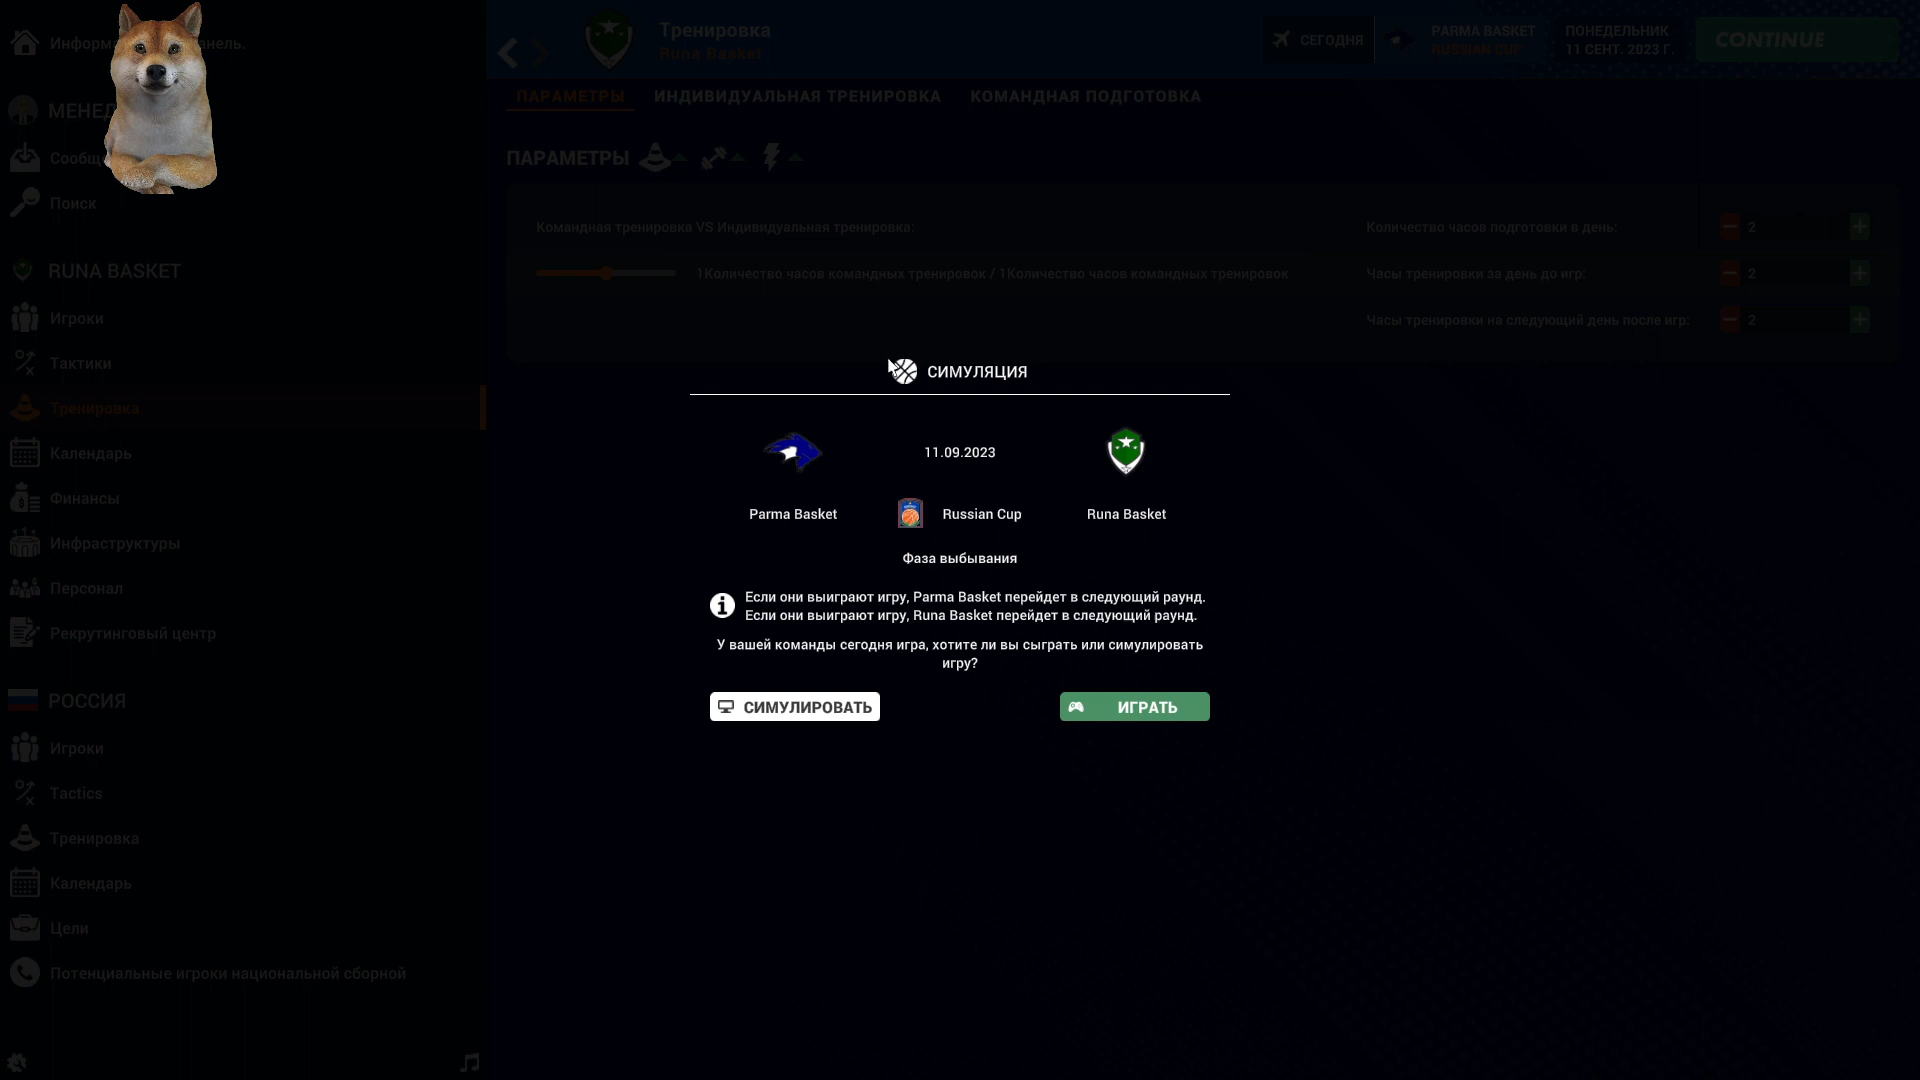 Информ
анель.
МЕНЕД
Сообщ
Поиск
RUNA BASKET
Игроки
Тактики
Тренировка
Календарь
Финансы
Инфраструктуры
Персонал
Рекрутинговый центр
РОССИЯ
Игроки
Tactics
Тренировка
Календарь
Цели
Потенциальные игроки национальной сборной
Тренировка
Runa Basket
СЕГОДНЯ
PARMA BASKET
RUSSIAN CUP
ПОНЕДЕЛЬНИК
11 СЕНТ. 2023 Г.
CONTINUE
ПАРАМЕТРЫ ИНДИВИДУАЛЬНАЯ ТРЕНИРОВКА КОМАНДНАЯ ПОДГОТОВКА
ПАРАМЕТРЫ
Командная тренировка VS Индивидуальная тренировка:
1Количество часов командных тренировок / 1Количество часов командных тренировок
Количество часов подготовки в день: 2
Часы тренировки за день до игр: 2
Часы тренировки на следующий день после игр: 2
СИМУЛЯЦИЯ
11.09.2023
Parma Basket Russian Cup Runa Basket
Фаза выбывания
Если они выиграют игру, Parma Basket перейдет в следующий раунд.
Если они выиграют игру, Runa Basket перейдет в следующий раунд.
У вашей команды сегодня игра, хотите ли вы сыграть или симулировать
игру?
СИМУЛИРОВАТЬ ИГРАТЬ